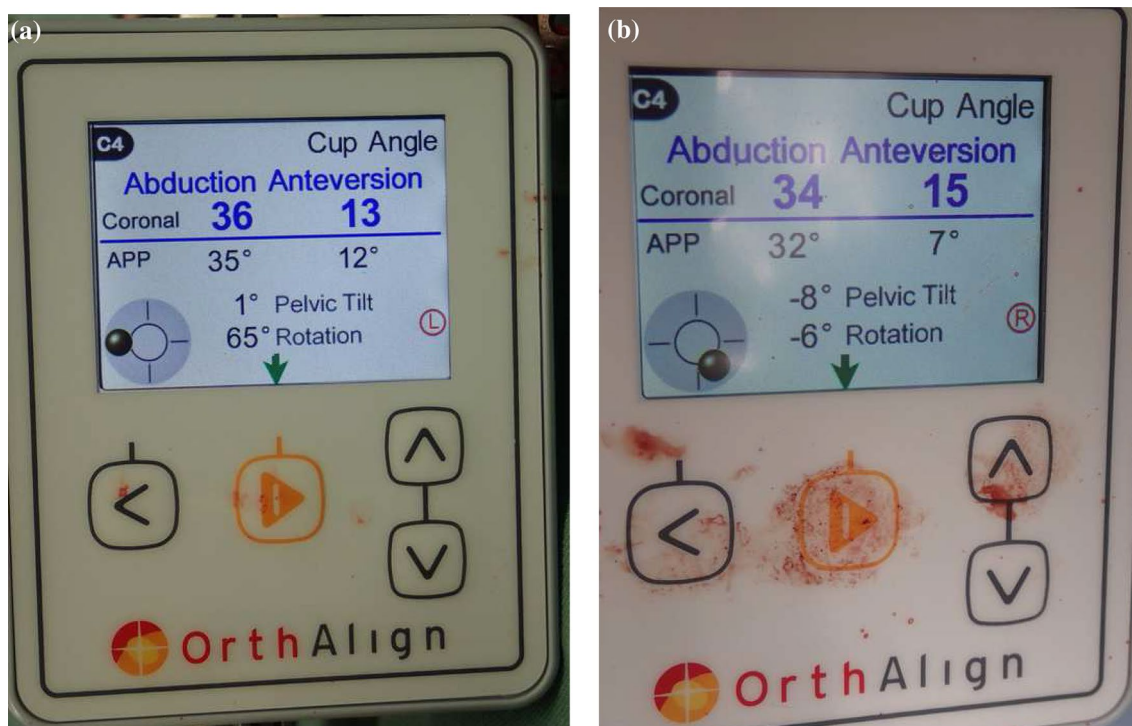 (a)
C4
Cup Angle
Abduction Anteversion
Coronal 36 13
APP 35° 12°
1° Pelvic Tilt
65° Rotation
L
OrthAlign
(b)
C4
Cup Angle
Abduction Anteversion
Coronal 34 15
APP 32° 7°
-8° Pelvic Tilt
-6° Rotation
R
OrthAlign